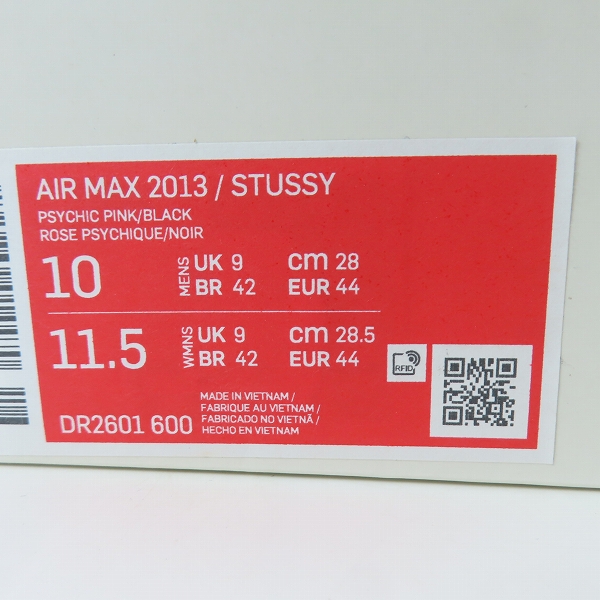 AIR MAX 2013 / STUSSY
PSYCHIC PINK/BLACK
ROSE PSYCHIQUE/NOIR
10 MENS UK 9 cm 28
BR 42 EUR 44
11.5 WMNS UK 9 cm 28.5
BR 42 EUR 44
RFID
DR2601 600
MADE IN VIETNAM /
FABRIQUE AU VIETNAM /
FABRICADO NO VIETNÃ /
HECHO EN VIETNAM